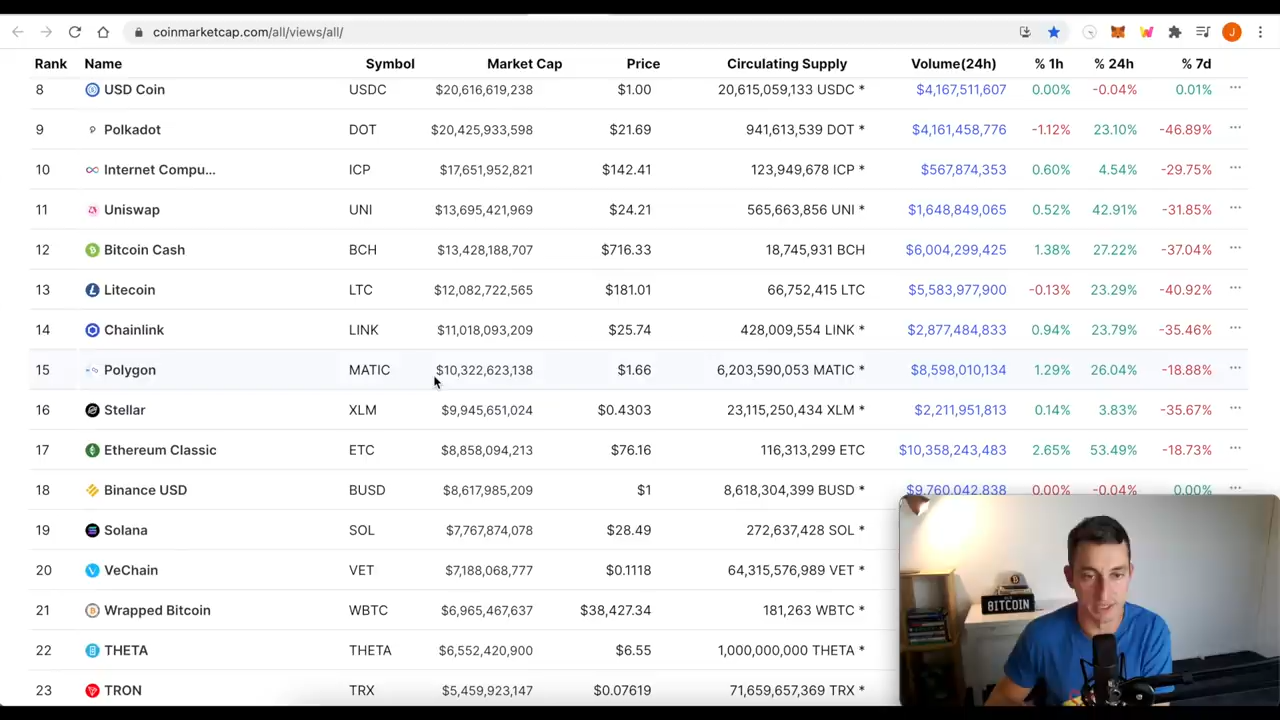 coinmarketcap.com/all/views/all/
J
Rank Name Symbol Market Cap Price Circulating Supply Volume(24h) % 1h % 24h % 7d
8 USD Coin USDC $20,616,619,238 $1.00 20,615,059,133 USDC * $4,167,511,607 0.00% -0.04% 0.01%
9 Polkadot DOT $20,425,933,598 $21.69 941,613,539 DOT * $4,161,458,776 -1.12% 23.10% -46.89%
10 Internet Compu... ICP $17,651,952,821 $142.41 123,949,678 ICP * $567,874,353 0.60% 4.54% -29.75%
11 Uniswap UNI $13,695,421,969 $24.21 565,663,856 UNI * $1,648,849,065 0.52% 42.91% -31.85%
12 Bitcoin Cash BCH $13,428,188,707 $716.33 18,745,931 BCH $6,004,299,425 1.38% 27.22% -37.04%
13 Litecoin LTC $12,082,722,565 $181.01 66,752,415 LTC $5,583,977,900 -0.13% 23.29% -40.92%
14 Chainlink LINK $11,018,093,209 $25.74 428,009,554 LINK * $2,877,484,833 0.94% 23.79% -35.46%
15 Polygon MATIC $10,322,623,138 $1.66 6,203,590,053 MATIC * $8,598,010,134 1.29% 26.04% -18.88%
16 Stellar XLM $9,945,651,024 $0.4303 23,115,250,434 XLM * $2,211,951,813 0.14% 3.83% -35.67%
17 Ethereum Classic ETC $8,858,094,213 $76.16 116,313,299 ETC $10,358,243,483 2.65% 53.49% -18.73%
18 Binance USD BUSD $8,617,985,209 $1 8,618,304,399 BUSD * $9,760,042,838 0.00% -0.04% 0.00%
19 Solana SOL $7,767,874,078 $28.49 272,637,428 SOL *
20 VeChain VET $7,188,068,777 $0.1118 64,315,576,989 VET *
21 Wrapped Bitcoin WBTC $6,965,467,637 $38,427.34 181,263 WBTC *
22 THETA THETA $6,552,420,900 $6.55 1,000,000,000 THETA *
23 TRON TRX $5,459,923,147 $0.07619 71,659,657,369 TRX *
BITCOIN